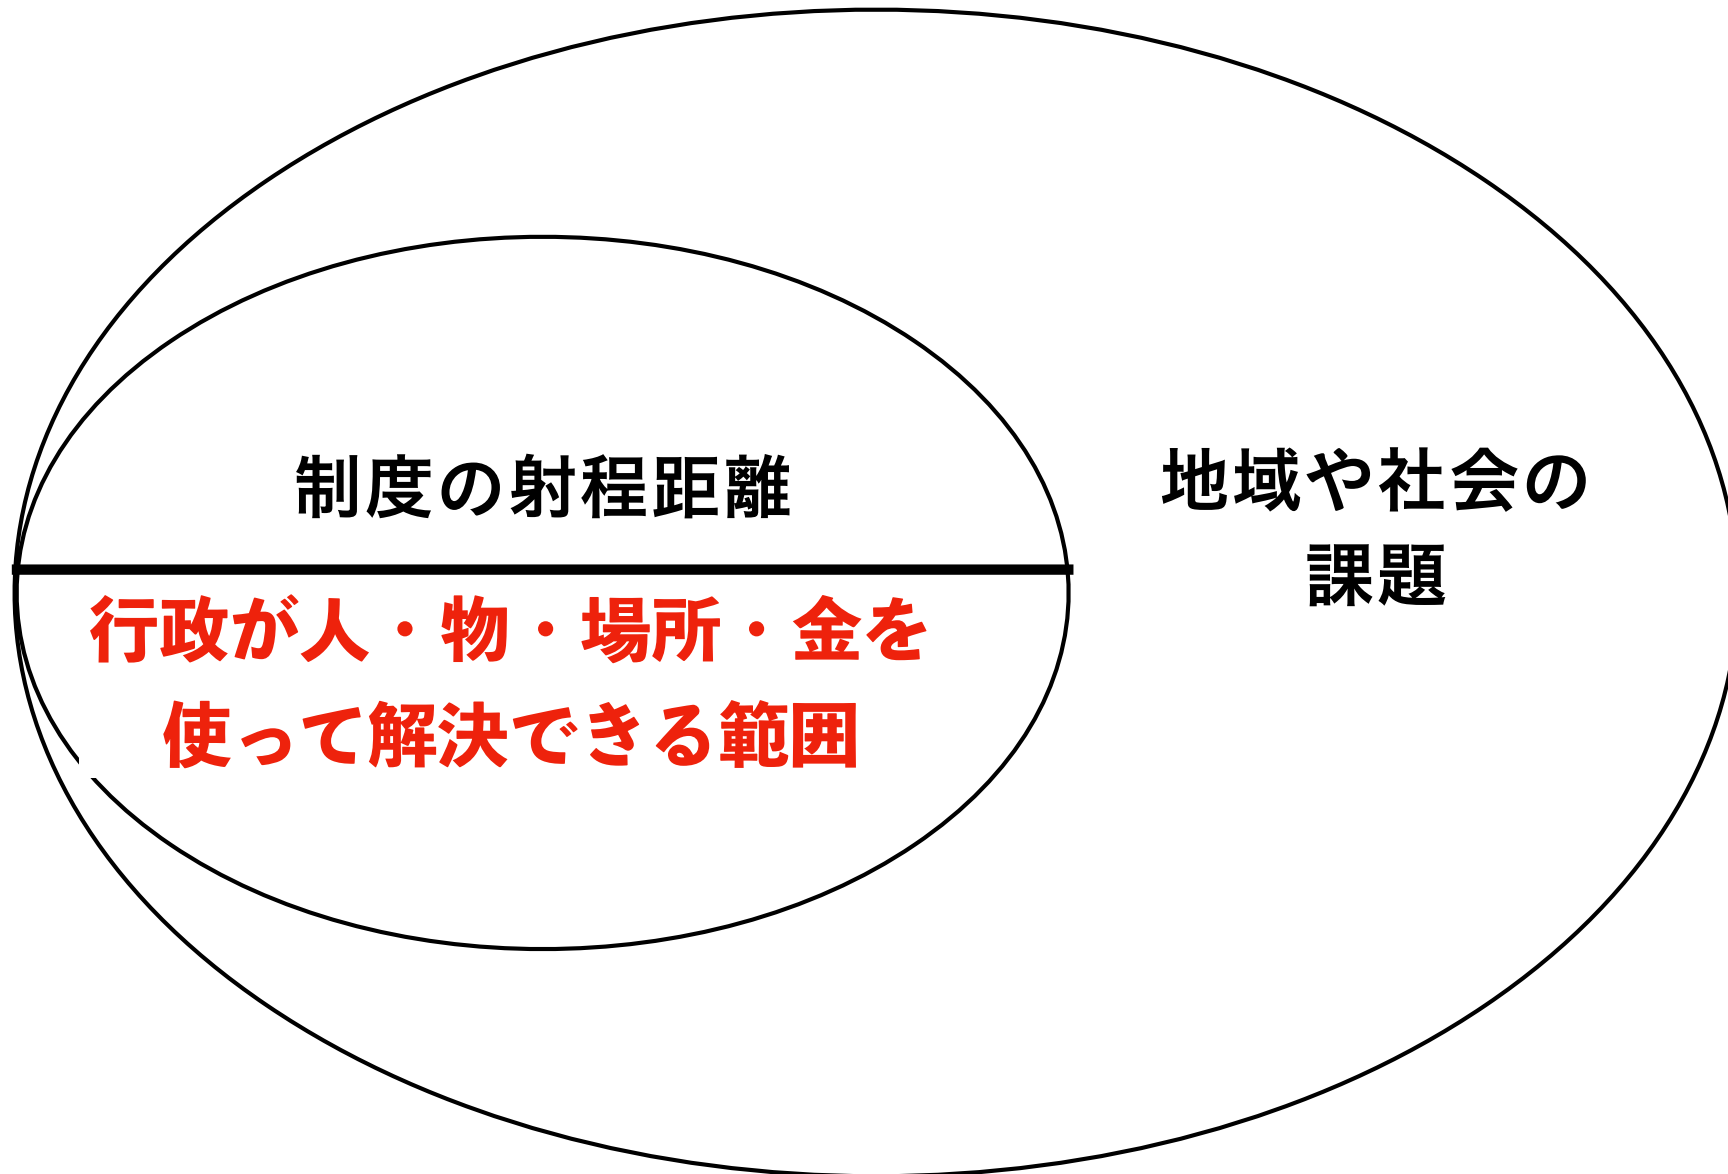 制度の射程距離
行政が人・物・場所・金を
使って解決できる範囲
地域や社会の
課題